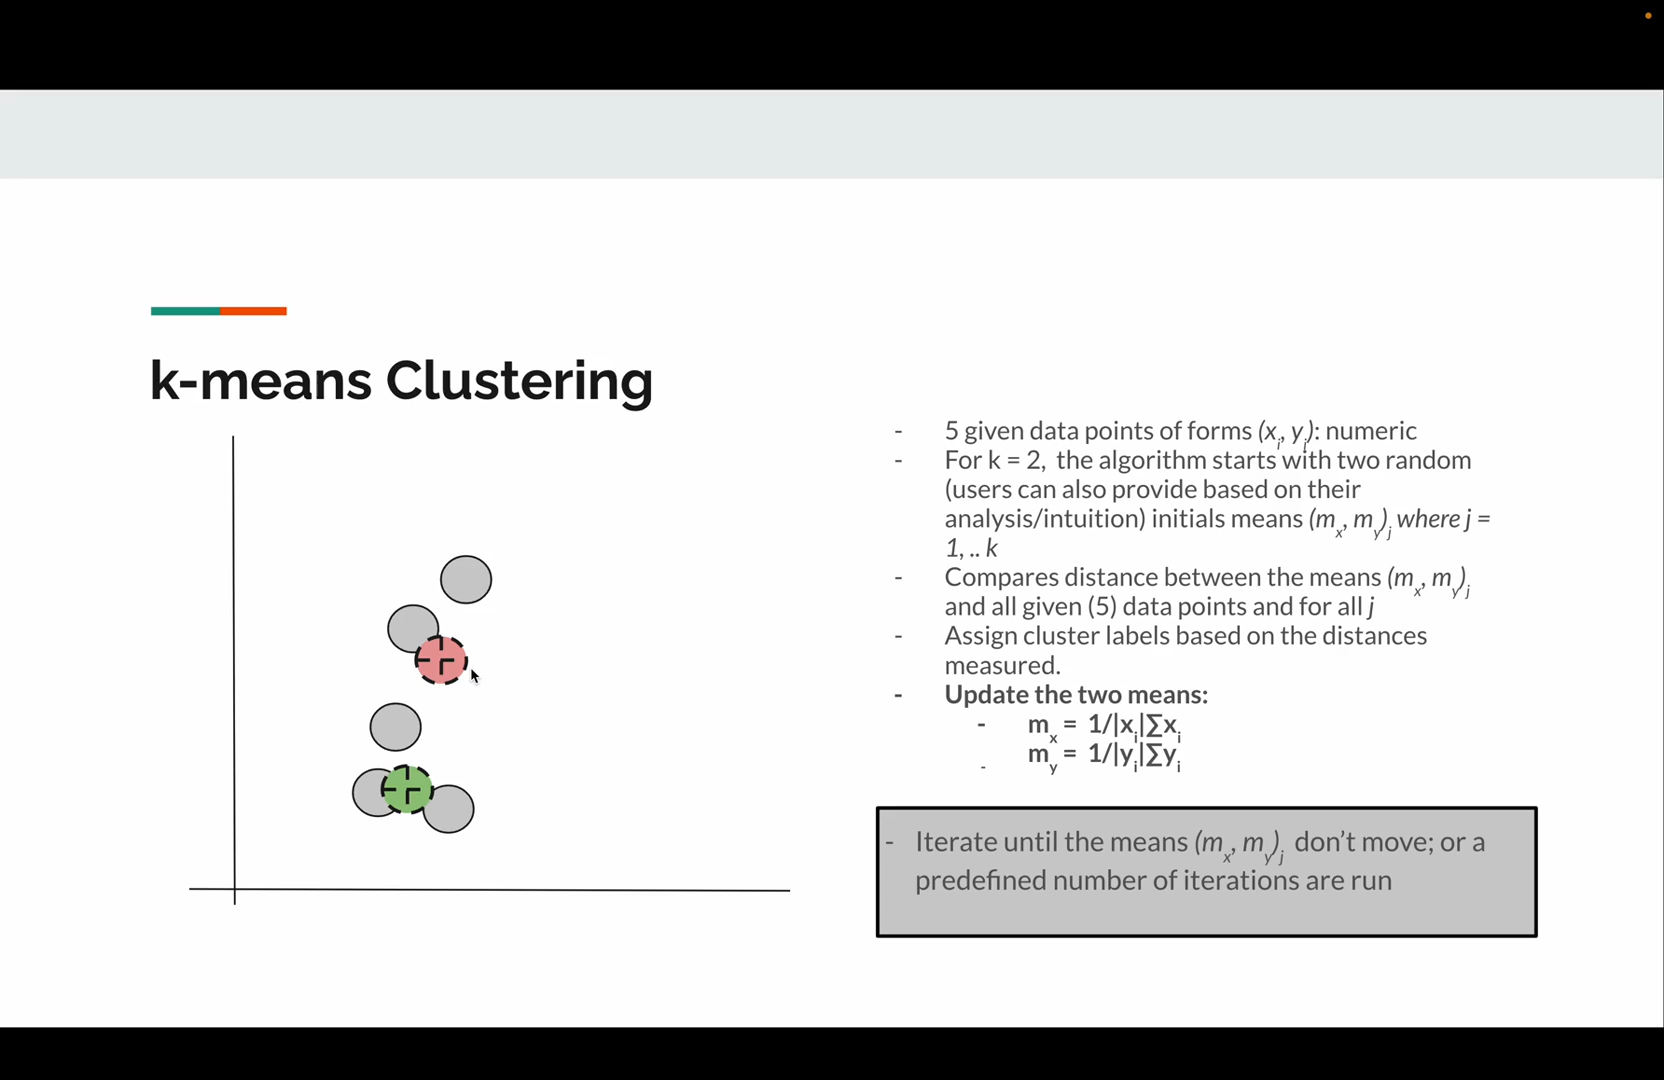 k-means Clustering
- 5 given data points of forms (xi, yi): numeric
- For k = 2, the algorithm starts with two random
(users can also provide based on their
analysis/intuition) initials means (mx, my)j where j =
1, .. k
- Compares distance between the means (mx, my)j
and all given (5) data points and for all j
- Assign cluster labels based on the distances
measured.
- Update the two means:
- mx = 1/|xi|∑xi
- my = 1/|yi|∑yi
- Iterate until the means (mx, my)j don’t move; or a
predefined number of iterations are run